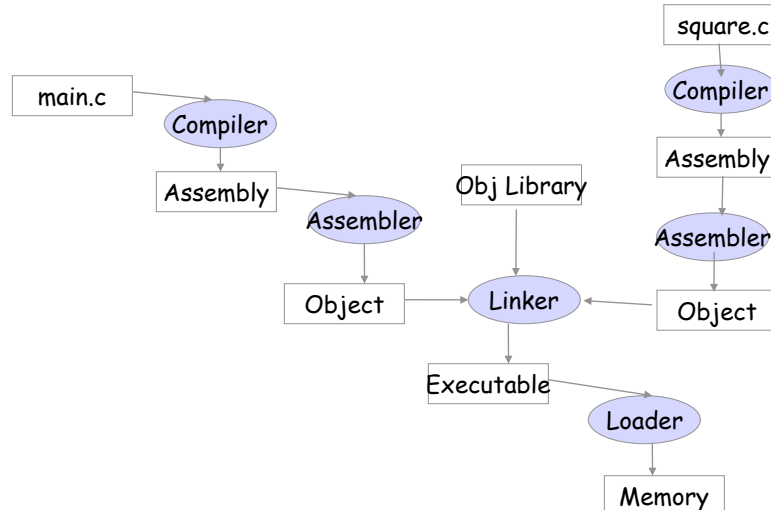 square.c
main.c
Compiler
Compiler
Assembly
Obj Library
Assembly
Assembler
Assembler
Object
Linker
Object
Executable
Loader
Memory